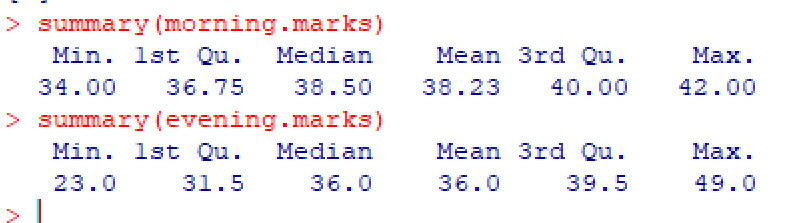 > summary(morning.marks)
Min. 1st Qu. Median Mean 3rd Qu. Max.
34.00 36.75 38.50 38.23 40.00 42.00
> summary(evening.marks)
Min. 1st Qu. Median Mean 3rd Qu. Max.
23.0 31.5 36.0 36.0 39.5 49.0
>